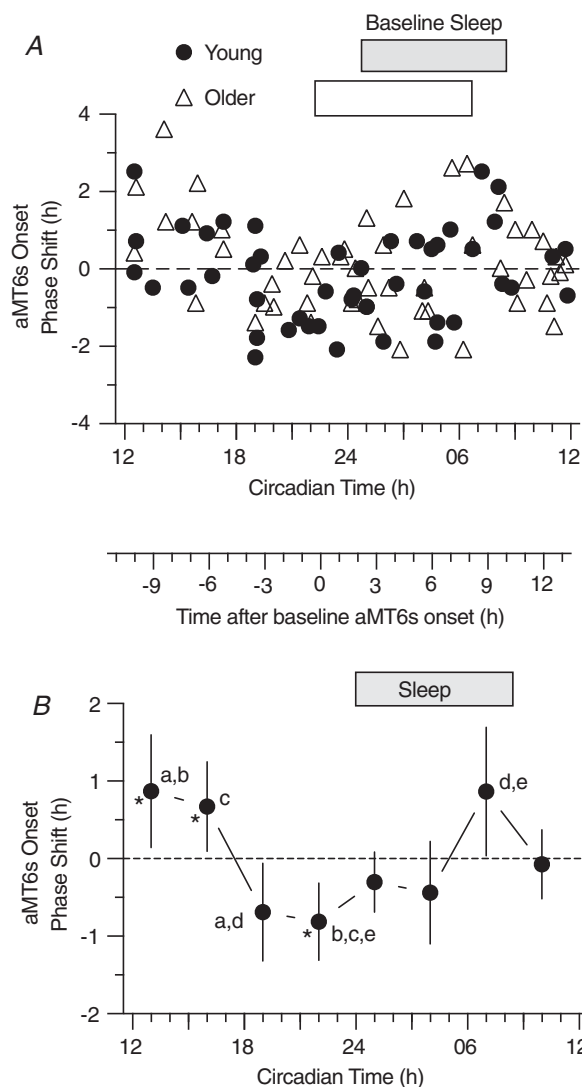 A
Baseline Sleep
Young
Older
aMT6s Onset
Phase Shift (h)
4
2
0
-2
-4
12 18 24 06 12
Circadian Time (h)
-9 -6 -3 0 3 6 9 12
Time after baseline aMT6s onset (h)
B
Sleep
aMT6s Onset
Phase Shift (h)
2
1
0
-1
-2
a,b
*
c
*
a,d
*
b,c,e
d,e
12 18 24 06 12
Circadian Time (h)